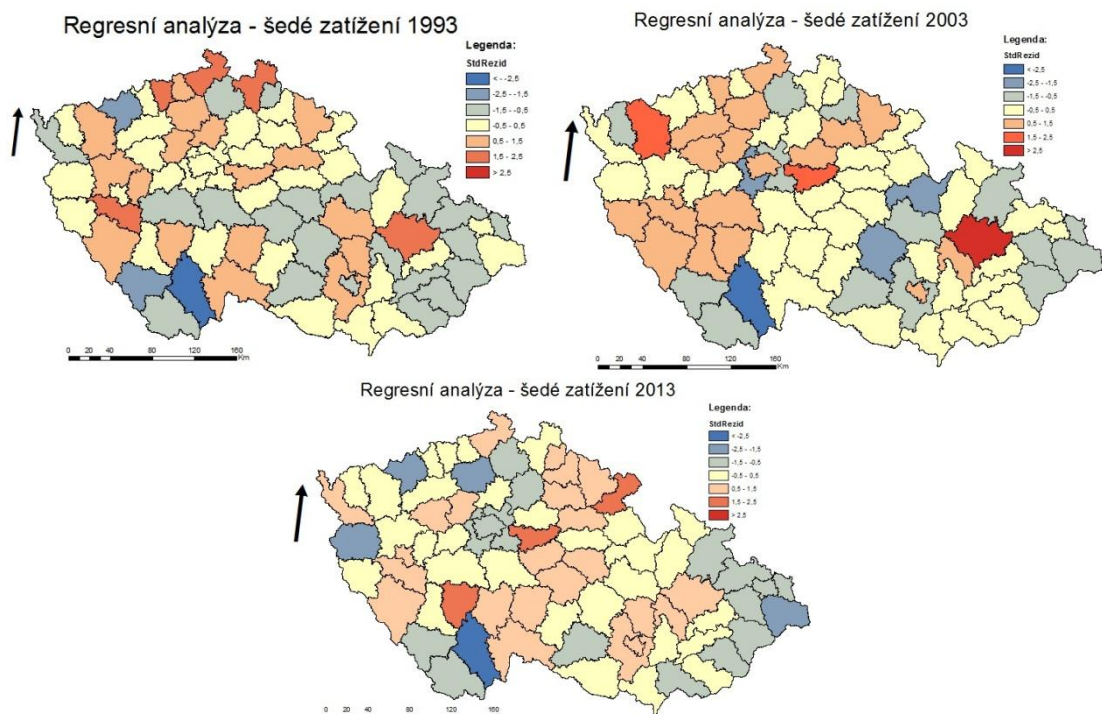 Regresní analýza - šedé zatížení 1993
Legenda:
StdRezid
< -2,5
-2,5 - -1,5
-1,5 - -0,5
-0,5 - 0,5
0,5 - 1,5
1,5 - 2,5
> 2,5
0 20 40 80 120 160
Km
Regresní analýza - šedé zatížení 2003
Legenda:
StdRezid
< -2,5
-2,5 - -1,5
-1,5 - -0,5
-0,5 - 0,5
0,5 - 1,5
1,5 - 2,5
> 2,5
0 20 40 80 120 160
Km
Regresní analýza - šedé zatížení 2013
Legenda:
StdRezid
< -2,5
-2,5 - -1,5
-1,5 - -0,5
-0,5 - 0,5
0,5 - 1,5
1,5 - 2,5
> 2,5
0 20 40 80 120 160